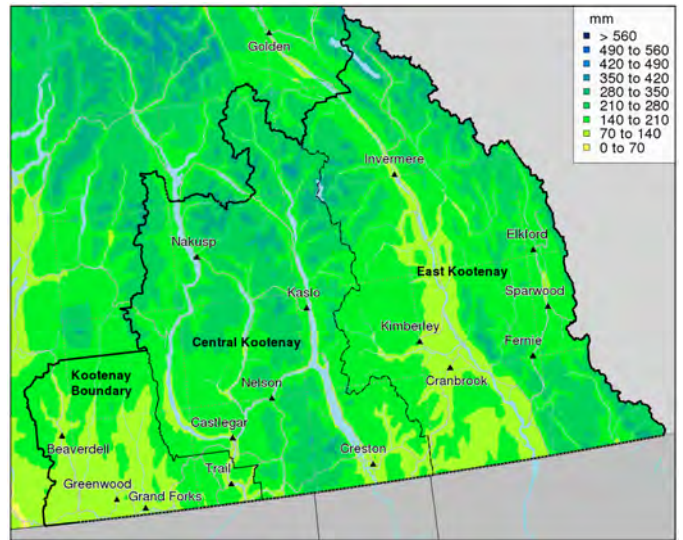 mm
> 560
490 to 560
420 to 490
350 to 420
280 to 350
210 to 280
140 to 210
70 to 140
0 to 70
Golden
Invermere
Elkford
Nakusp
East Kootenay
Sparwood
Kaslo
Kimberley
Central Kootenay
Fernie
Kootenay
Boundary
Cranbrook
Nelson
Castlegar
Beaverdell
Creston
Trail
Greenwood
Grand Forks